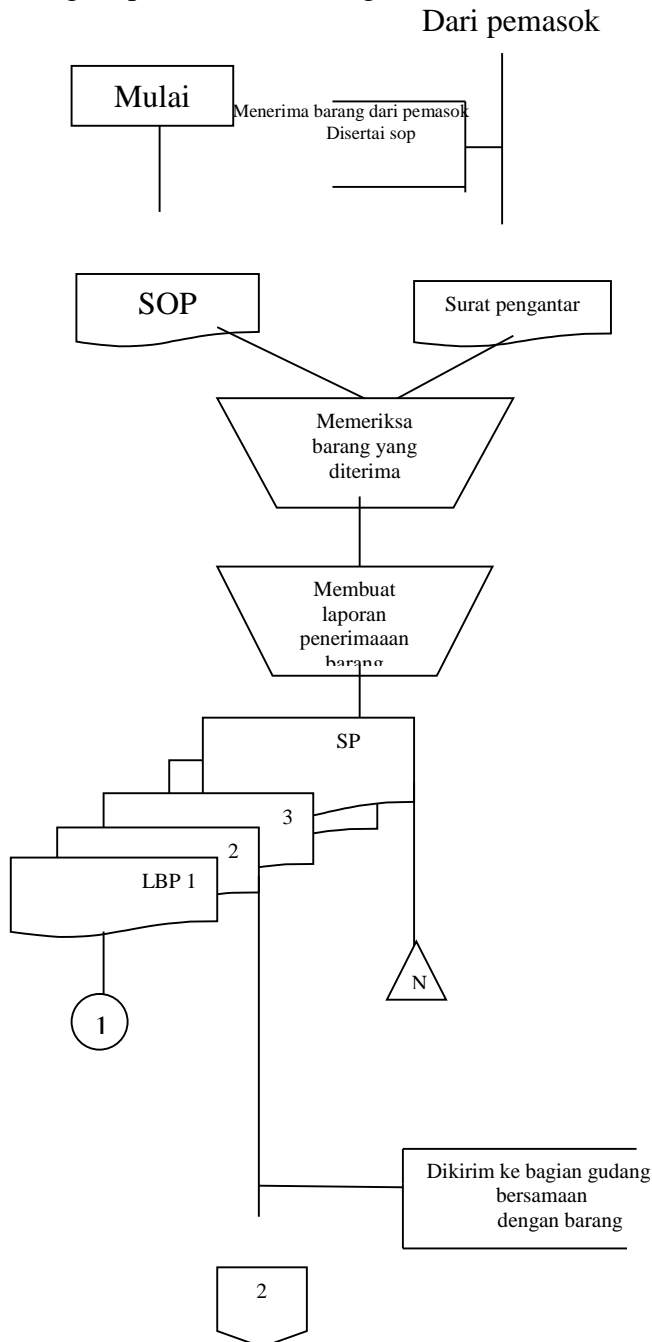 Dari pemasok
Mulai
Menerima barang dari pemasok
Disertai sop
SOP
Surat pengantar
Memeriksa
barang yang
diterima
Membuat
laporan
penerimaaan
barang
SP
3
2
LBP 1
N
1
Dikirim ke bagian gudang
bersamaan
dengan barang
2